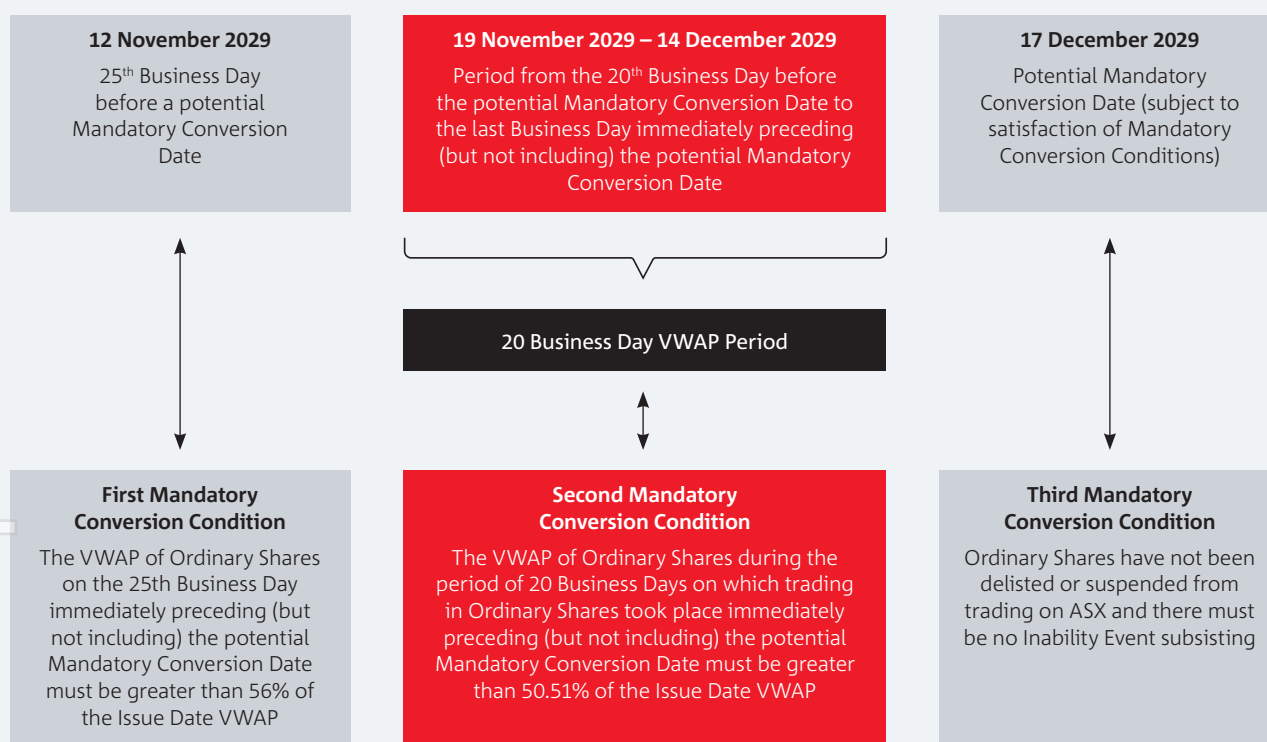 12 November 2029
25th Business Day
before a potential
Mandatory Conversion
Date
19 November 2029 – 14 December 2029
Period from the 20th Business Day before
the potential Mandatory Conversion Date to
the last Business Day immediately preceding
(but not including) the potential Mandatory
Conversion Date
17 December 2029
Potential Mandatory
Conversion Date (subject to
satisfaction of Mandatory
Conversion Conditions)
20 Business Day VWAP Period
First Mandatory
Conversion Condition
The VWAP of Ordinary Shares
on the 25th Business Day
immediately preceding (but
not including) the potential
Mandatory Conversion Date
must be greater than 56% of
the Issue Date VWAP
Second Mandatory
Conversion Condition
The VWAP of Ordinary Shares during the
period of 20 Business Days on which trading
in Ordinary Shares took place immediately
preceding (but not including) the potential
Mandatory Conversion Date must be greater
than 50.51% of the Issue Date VWAP
Third Mandatory
Conversion Condition
Ordinary Shares have not been
delisted or suspended from
trading on ASX and there must
be no Inability Event subsisting